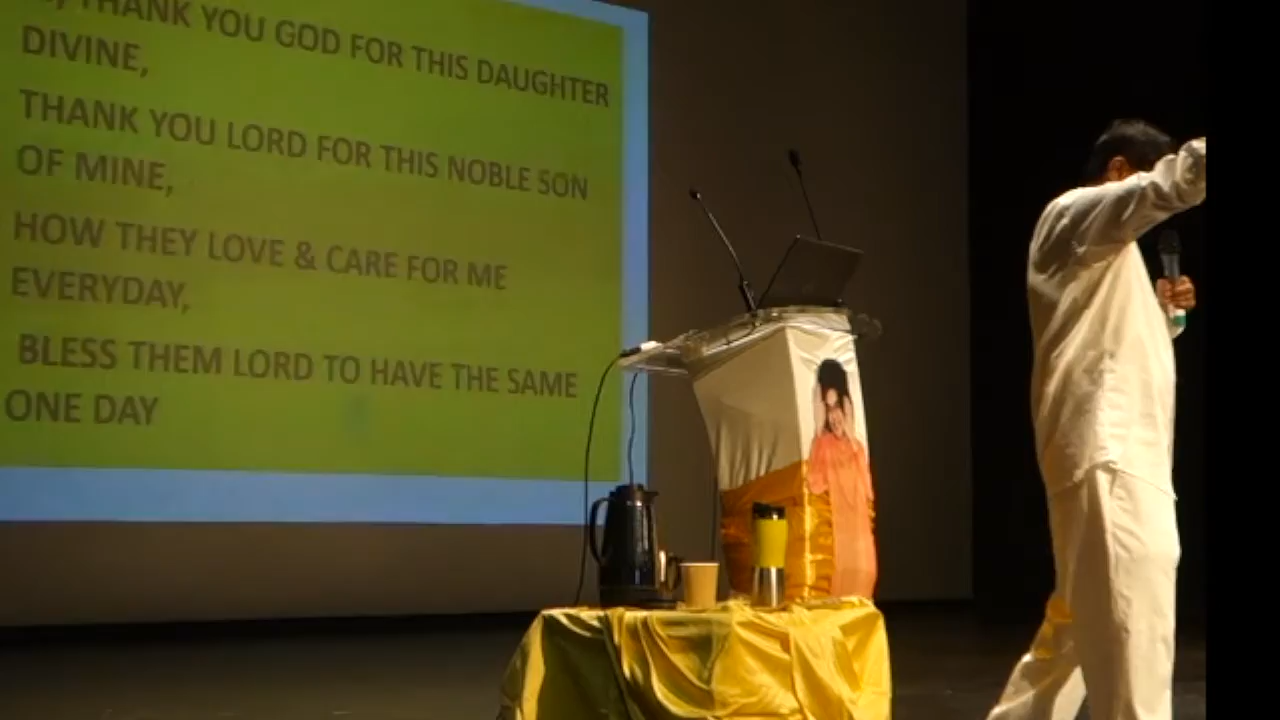 THANK YOU GOD FOR THIS DAUGHTER
DIVINE,
THANK YOU LORD FOR THIS NOBLE SON
OF MINE,
HOW THEY LOVE & CARE FOR ME
EVERYDAY,
BLESS THEM LORD TO HAVE THE SAME
ONE DAY